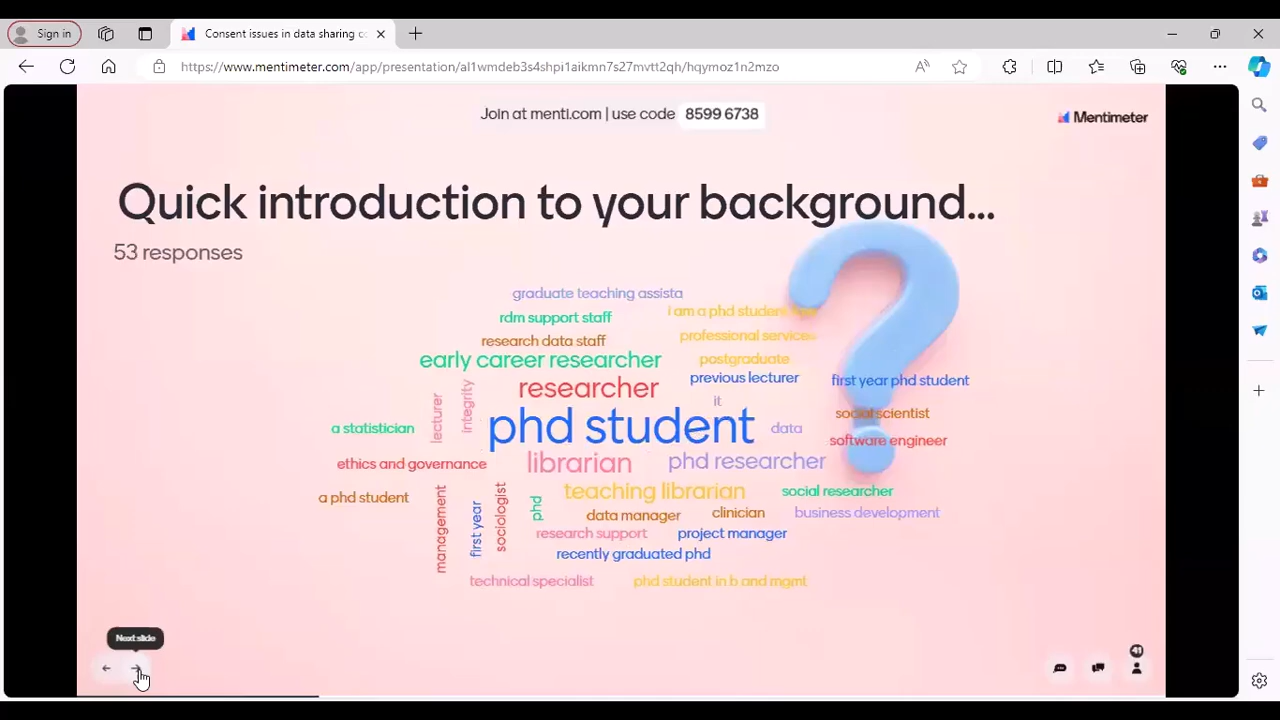 Sign in
Consent issues in data sharing co
https://www.mentimeter.com/app/presentation/al1wmdeb3s4shpi1aikmn7s27mvtt2qh/hqymoz1n2mzo
Join at menti.com | use code 8599 6738
Mentimeter
Quick introduction to your background...
53 responses
graduate teaching assista
rdm support staff
i am a phd student
research data staff
professional services
early career researcher
postgraduate
researcher
previous lecturer
first year phd student
it
lecturer
integrity
social scientist
a statistician
phd student
data
software engineer
ethics and governance
librarian
phd researcher
a phd student
management
first year
sociologist
phd
teaching librarian
social researcher
data manager
clinician
business development
research support
project manager
recently graduated phd
technical specialist
phd student in b and mgmt
Next slide
41